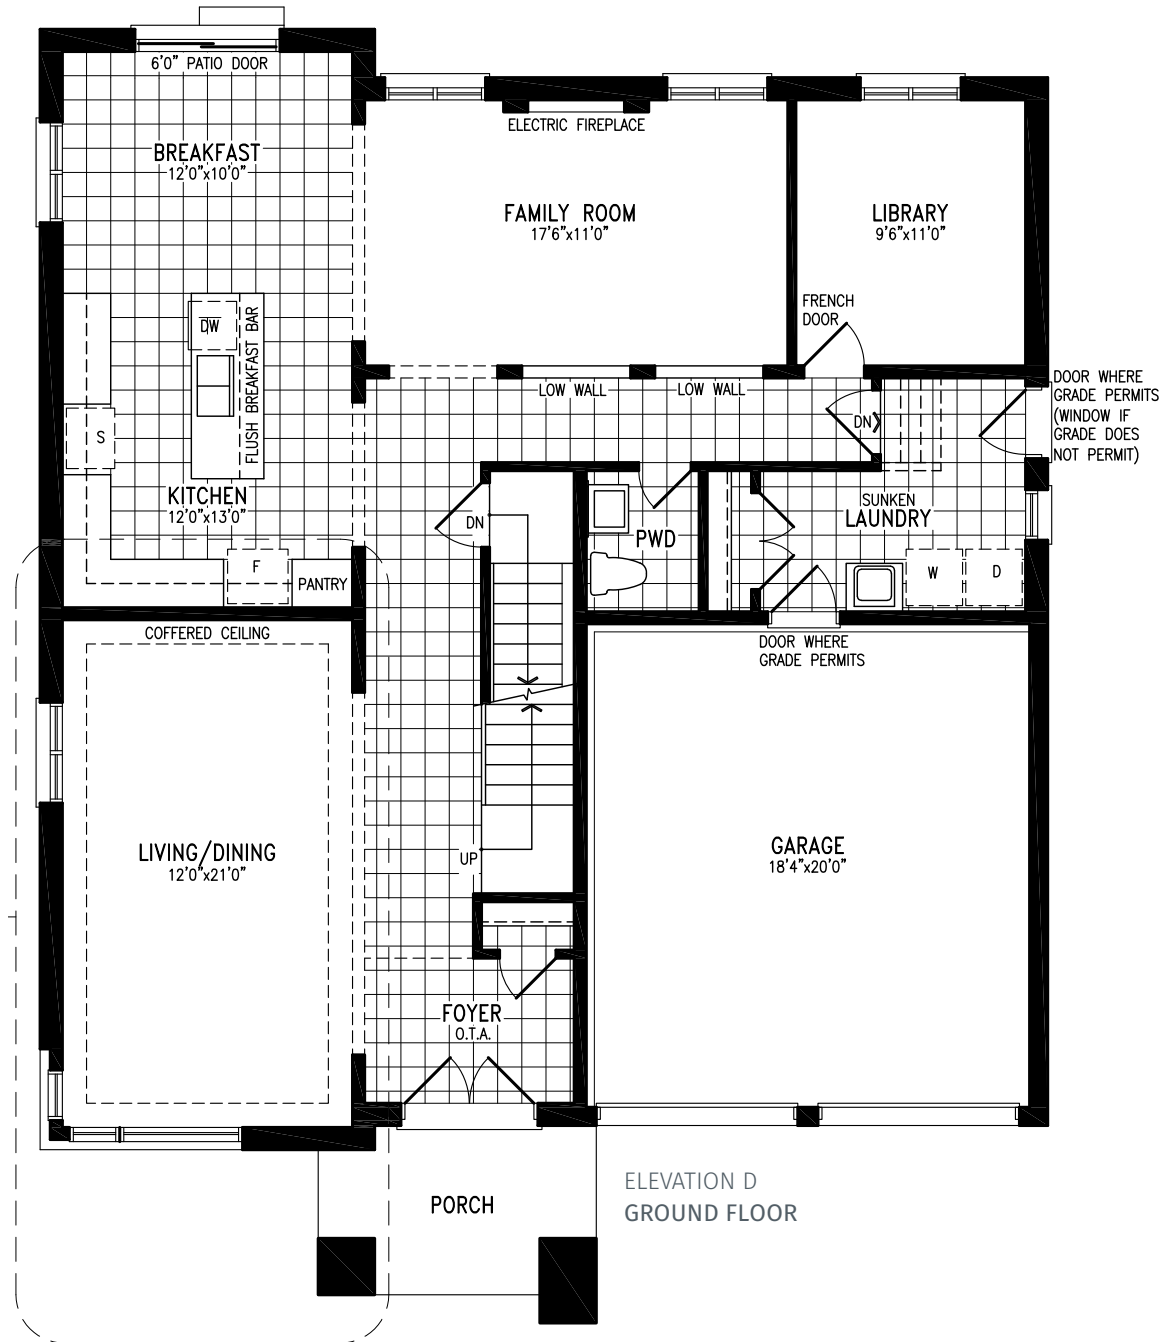 6'0" PATIO DOOR
BREAKFAST
12'0"x10'0"
ELECTRIC FIREPLACE
FAMILY ROOM
17'6"x11'0"
LIBRARY
9'6"x11'0"
FRENCH
DOOR
DW
FLUSH BREAKFAST BAR
LOW WALL
LOW WALL
DN
DOOR WHERE
GRADE PERMITS
(WINDOW IF
GRADE DOES
NOT PERMIT)
S
KITCHEN
12'0"x13'0"
DN
PWD
SUNKEN
LAUNDRY
F
PANTRY
W
D
COFFERED CEILING
DOOR WHERE
GRADE PERMITS
LIVING/DINING
12'0"x21'0"
UP
GARAGE
18'4"x20'0"
FOYER
O.T.A.
PORCH
ELEVATION D
GROUND FLOOR